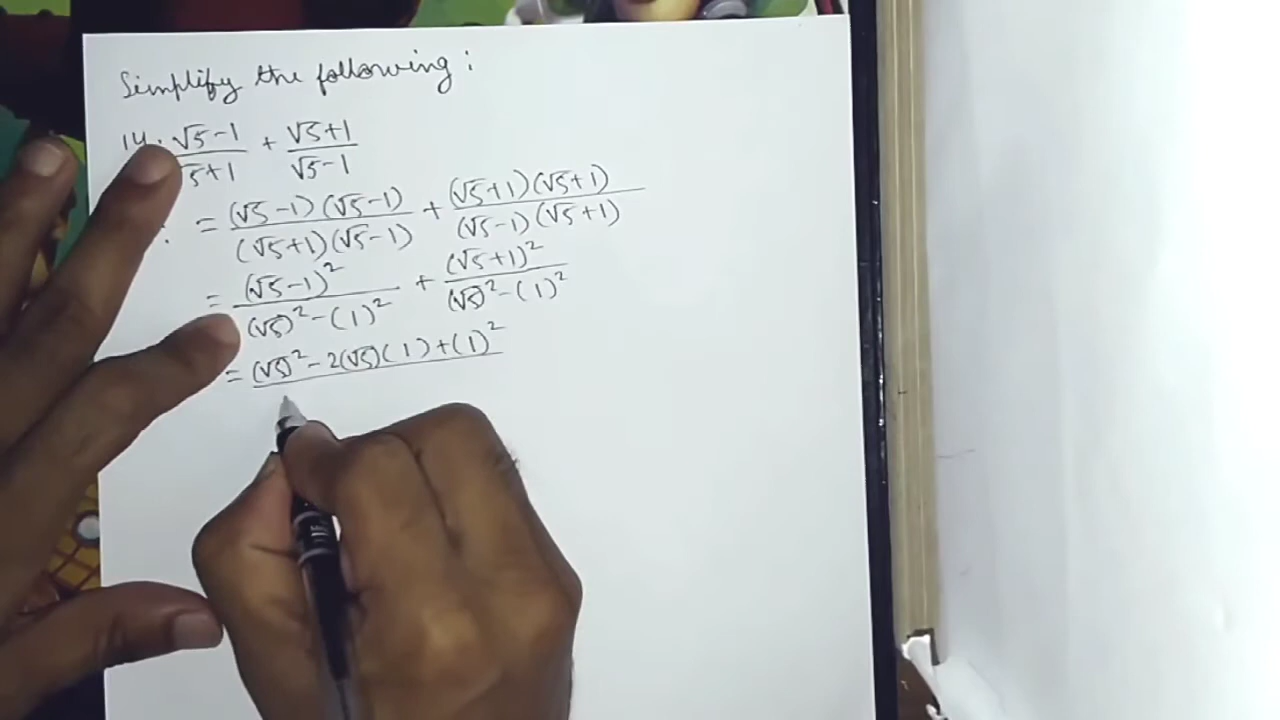 Simplify the following :
14. √5-1/√5+1 + √5+1/√5-1
= (√5-1)(√5-1)/(√5+1)(√5-1) + (√5+1)(√5+1)/(√5-1)(√5+1)
= (√5-1)²/(√5)²-(1)² + (√5+1)²/(√5)²-(1)²
= (√5)²-2(√5)(1)+(1)²